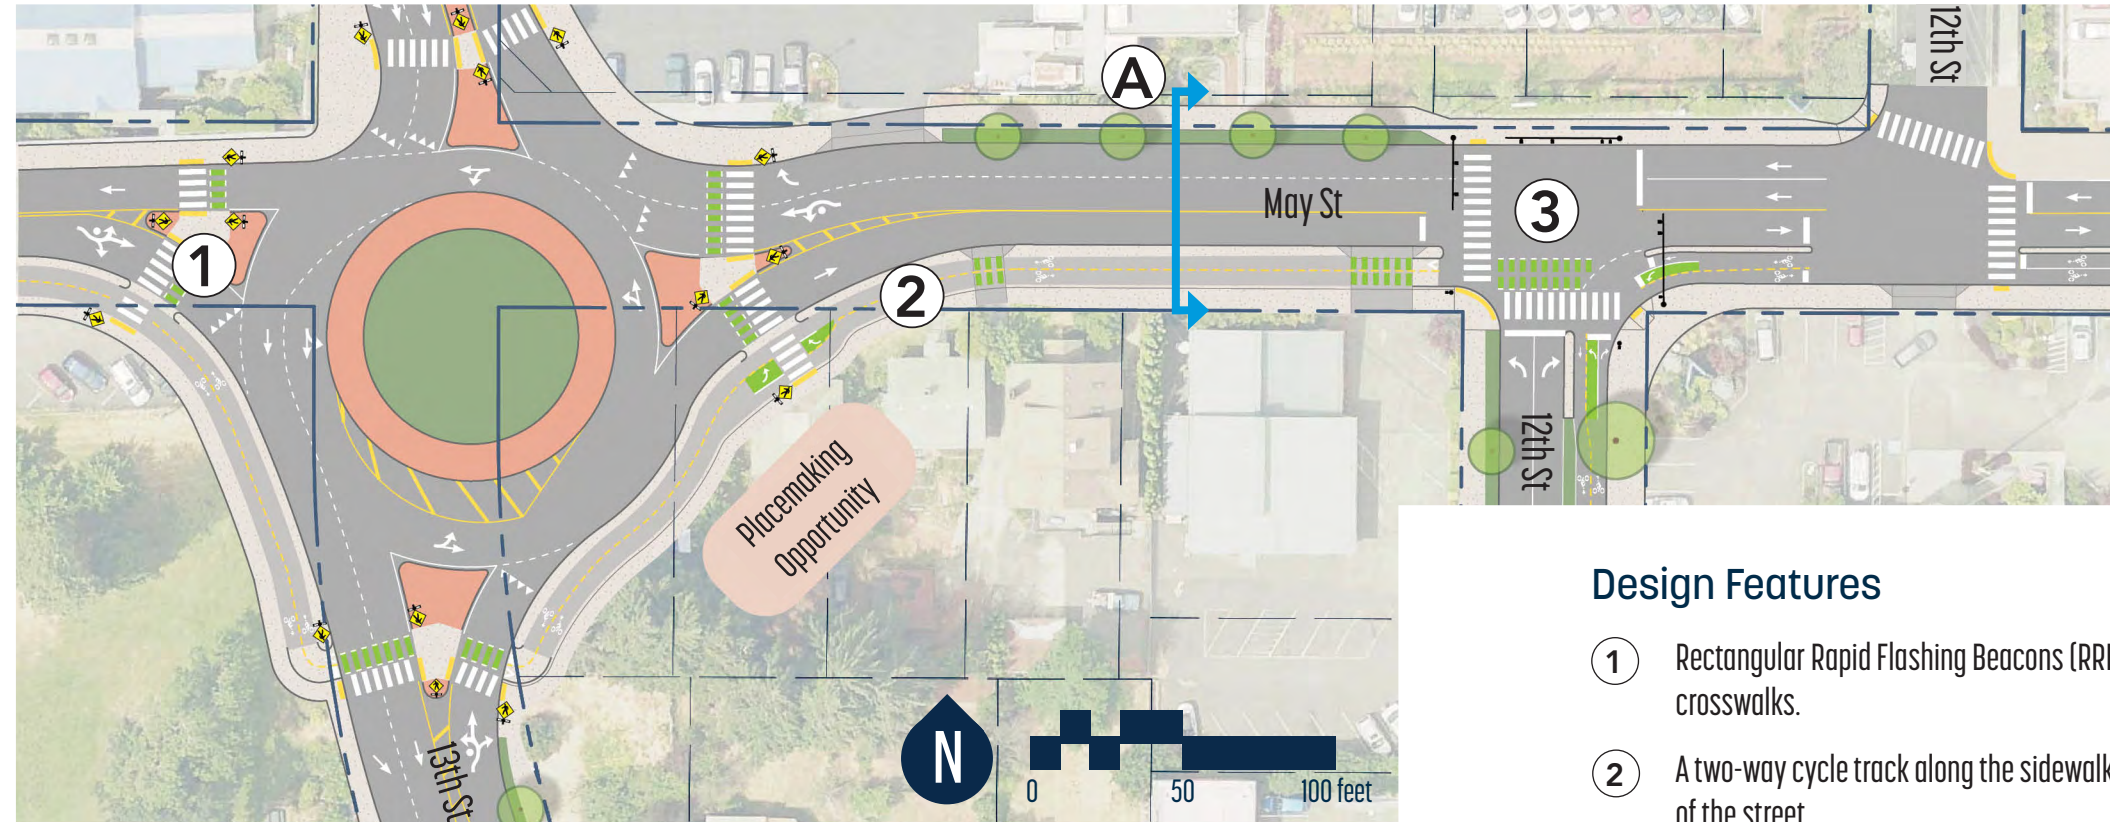 12th St
A
May St
3
1
2
12th St
Placemaking
Opportunity
13th St
N
0
50
100 feet
Design Features
1
Rectangular Rapid Flashing Beacons (RRF
crosswalks.
2
A two-way cycle track along the sidewalk
of the street